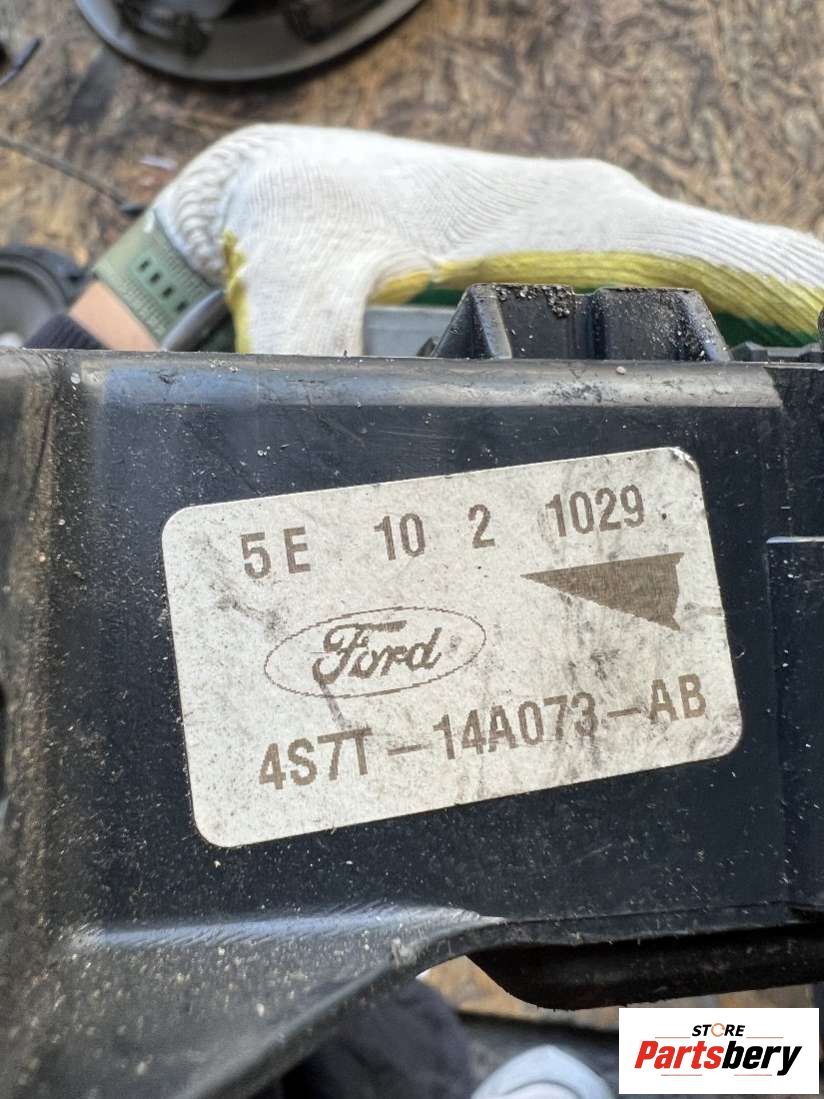 5E 10 2 1029
Ford
4S7T-14A073-AB
STORE
Partsbery